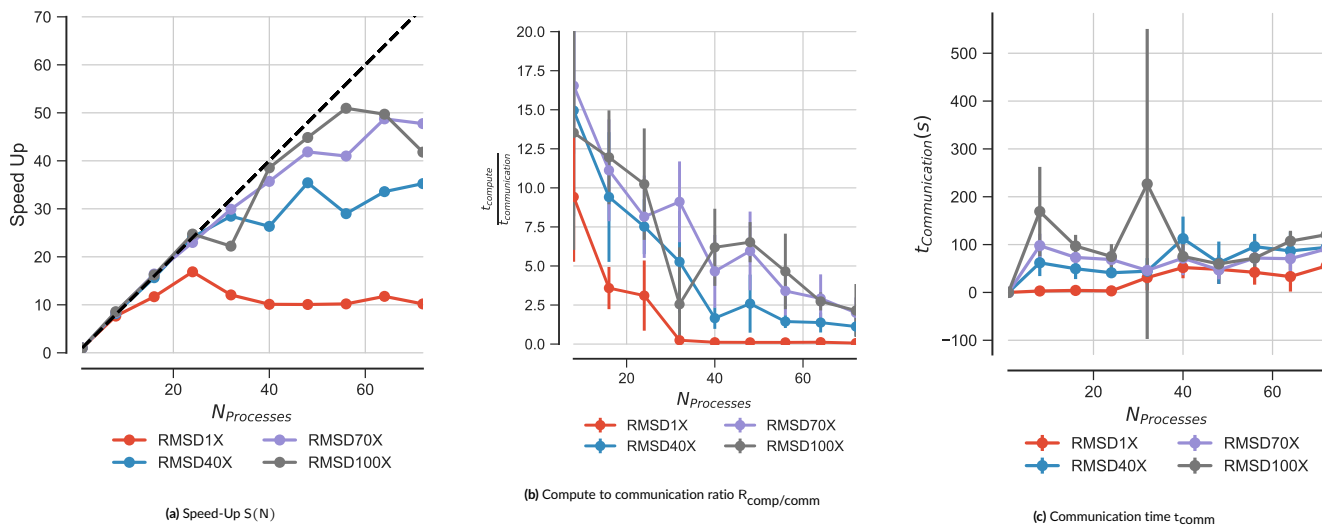 70
60
50
40
30
20
10
0
Speed Up
20
40
60
N_Processes
RMSD1X
RMSD70X
RMSD40X
RMSD100X
(a) Speed-Up S(N)
20.0
17.5
15.0
12.5
10.0
7.5
5.0
2.5
0.0
t_compute
t_communication
20
40
60
N_Processes
RMSD1X
RMSD70X
RMSD40X
RMSD100X
(b) Compute to communication ratio R_comp/comm
500
400
300
200
100
0
−100
t_Communication(s)
20
40
60
N_Processes
RMSD1X
RMSD70X
RMSD40X
RMSD100X
(c) Communication time t_comm